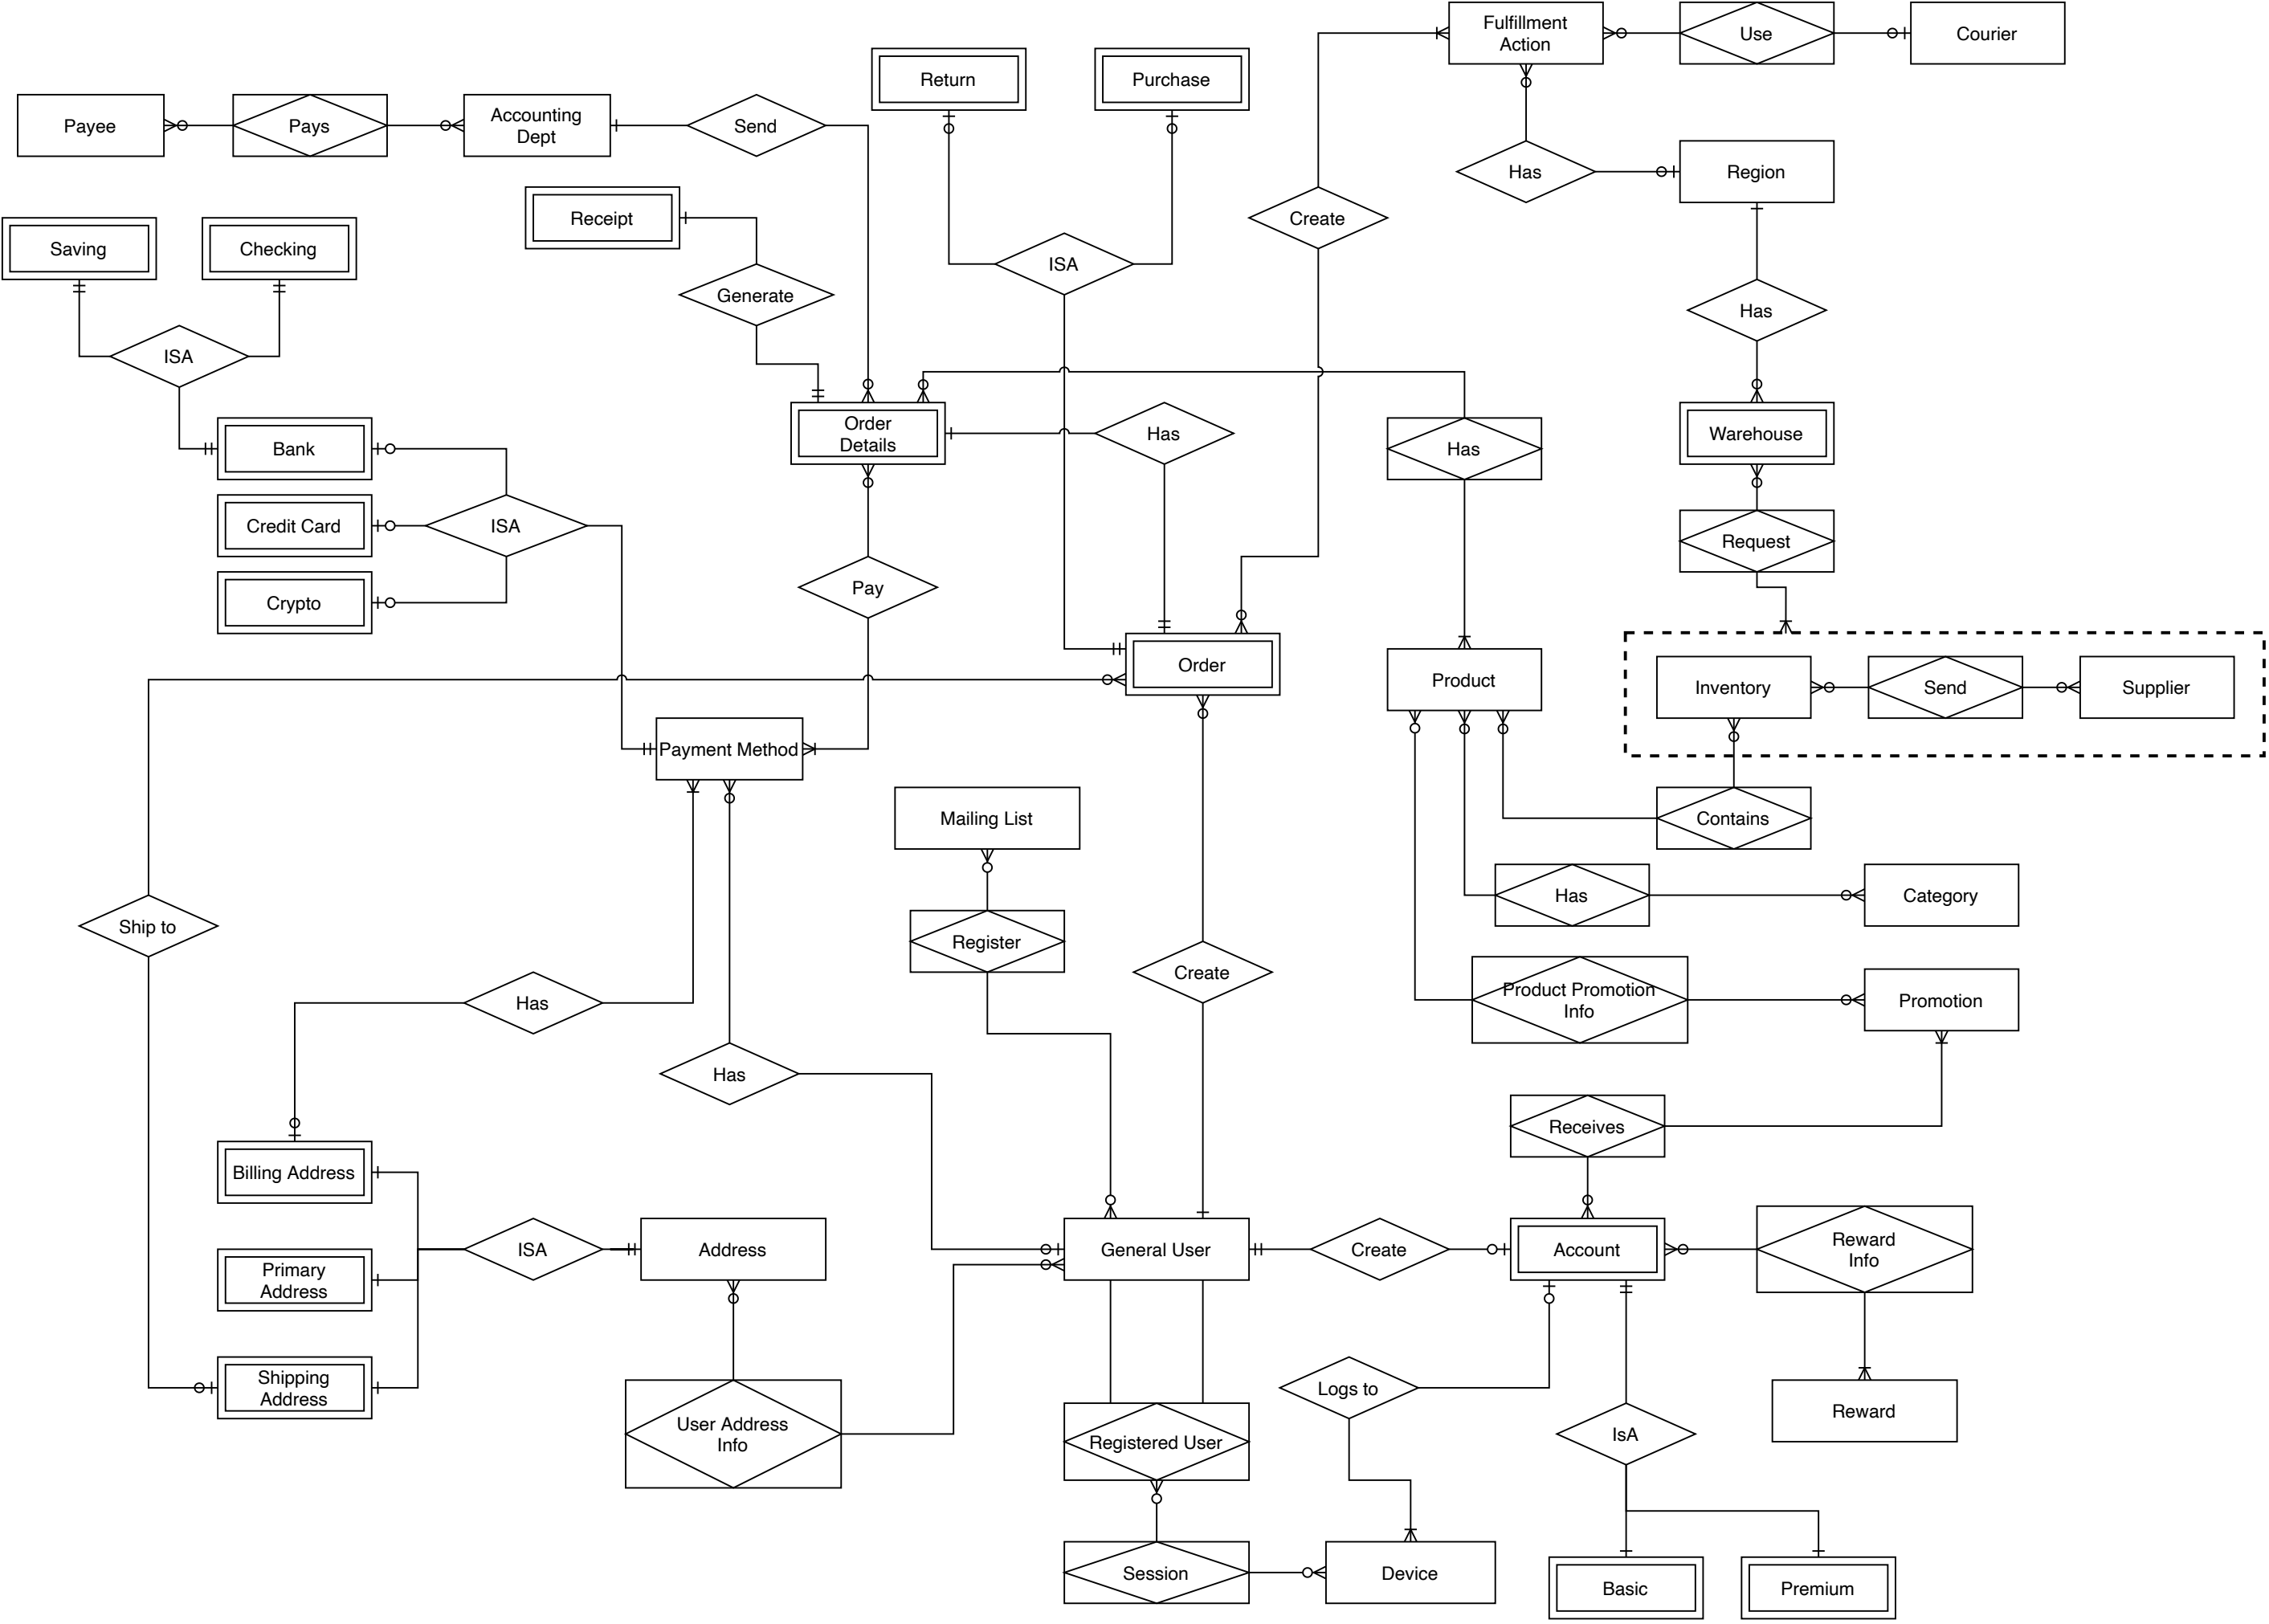 Fulfillment
Action
Use
Courier
Return
Purchase
Payee
Pays
Accounting
Dept
Send
Has
Region
Receipt
Create
Saving
Checking
ISA
Generate
Has
ISA
Order
Details
Has
Has
Warehouse
Bank
Credit Card
ISA
Request
Crypto
Pay
Order
Product
Inventory
Send
Supplier
Payment Method
Mailing List
Contains
Has
Category
Ship to
Register
Create
Has
Product Promotion
Info
Promotion
Has
Receives
Billing Address
Primary
Address
ISA
Address
General User
Create
Account
Reward
Info
Shipping
Address
Logs to
Reward
User Address
Info
Registered User
IsA
Session
Device
Basic
Premium
ISA